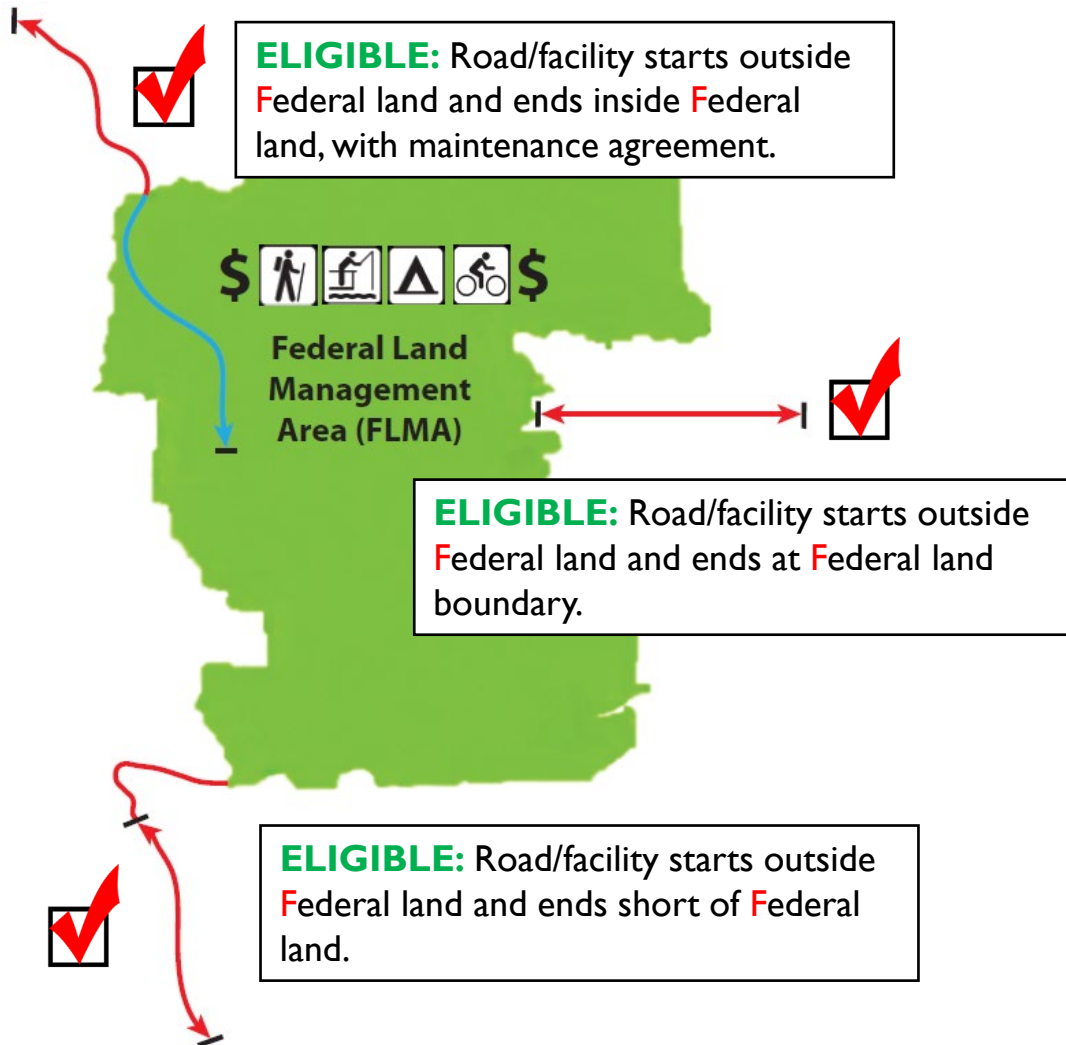 ELIGIBLE: Road/facility starts outside
Federal land and ends inside Federal
land, with maintenance agreement.
$ $
Federal Land
Management
Area (FLMA)
ELIGIBLE: Road/facility starts outside
Federal land and ends at Federal land
boundary.
ELIGIBLE: Road/facility starts outside
Federal land and ends short of Federal
land.